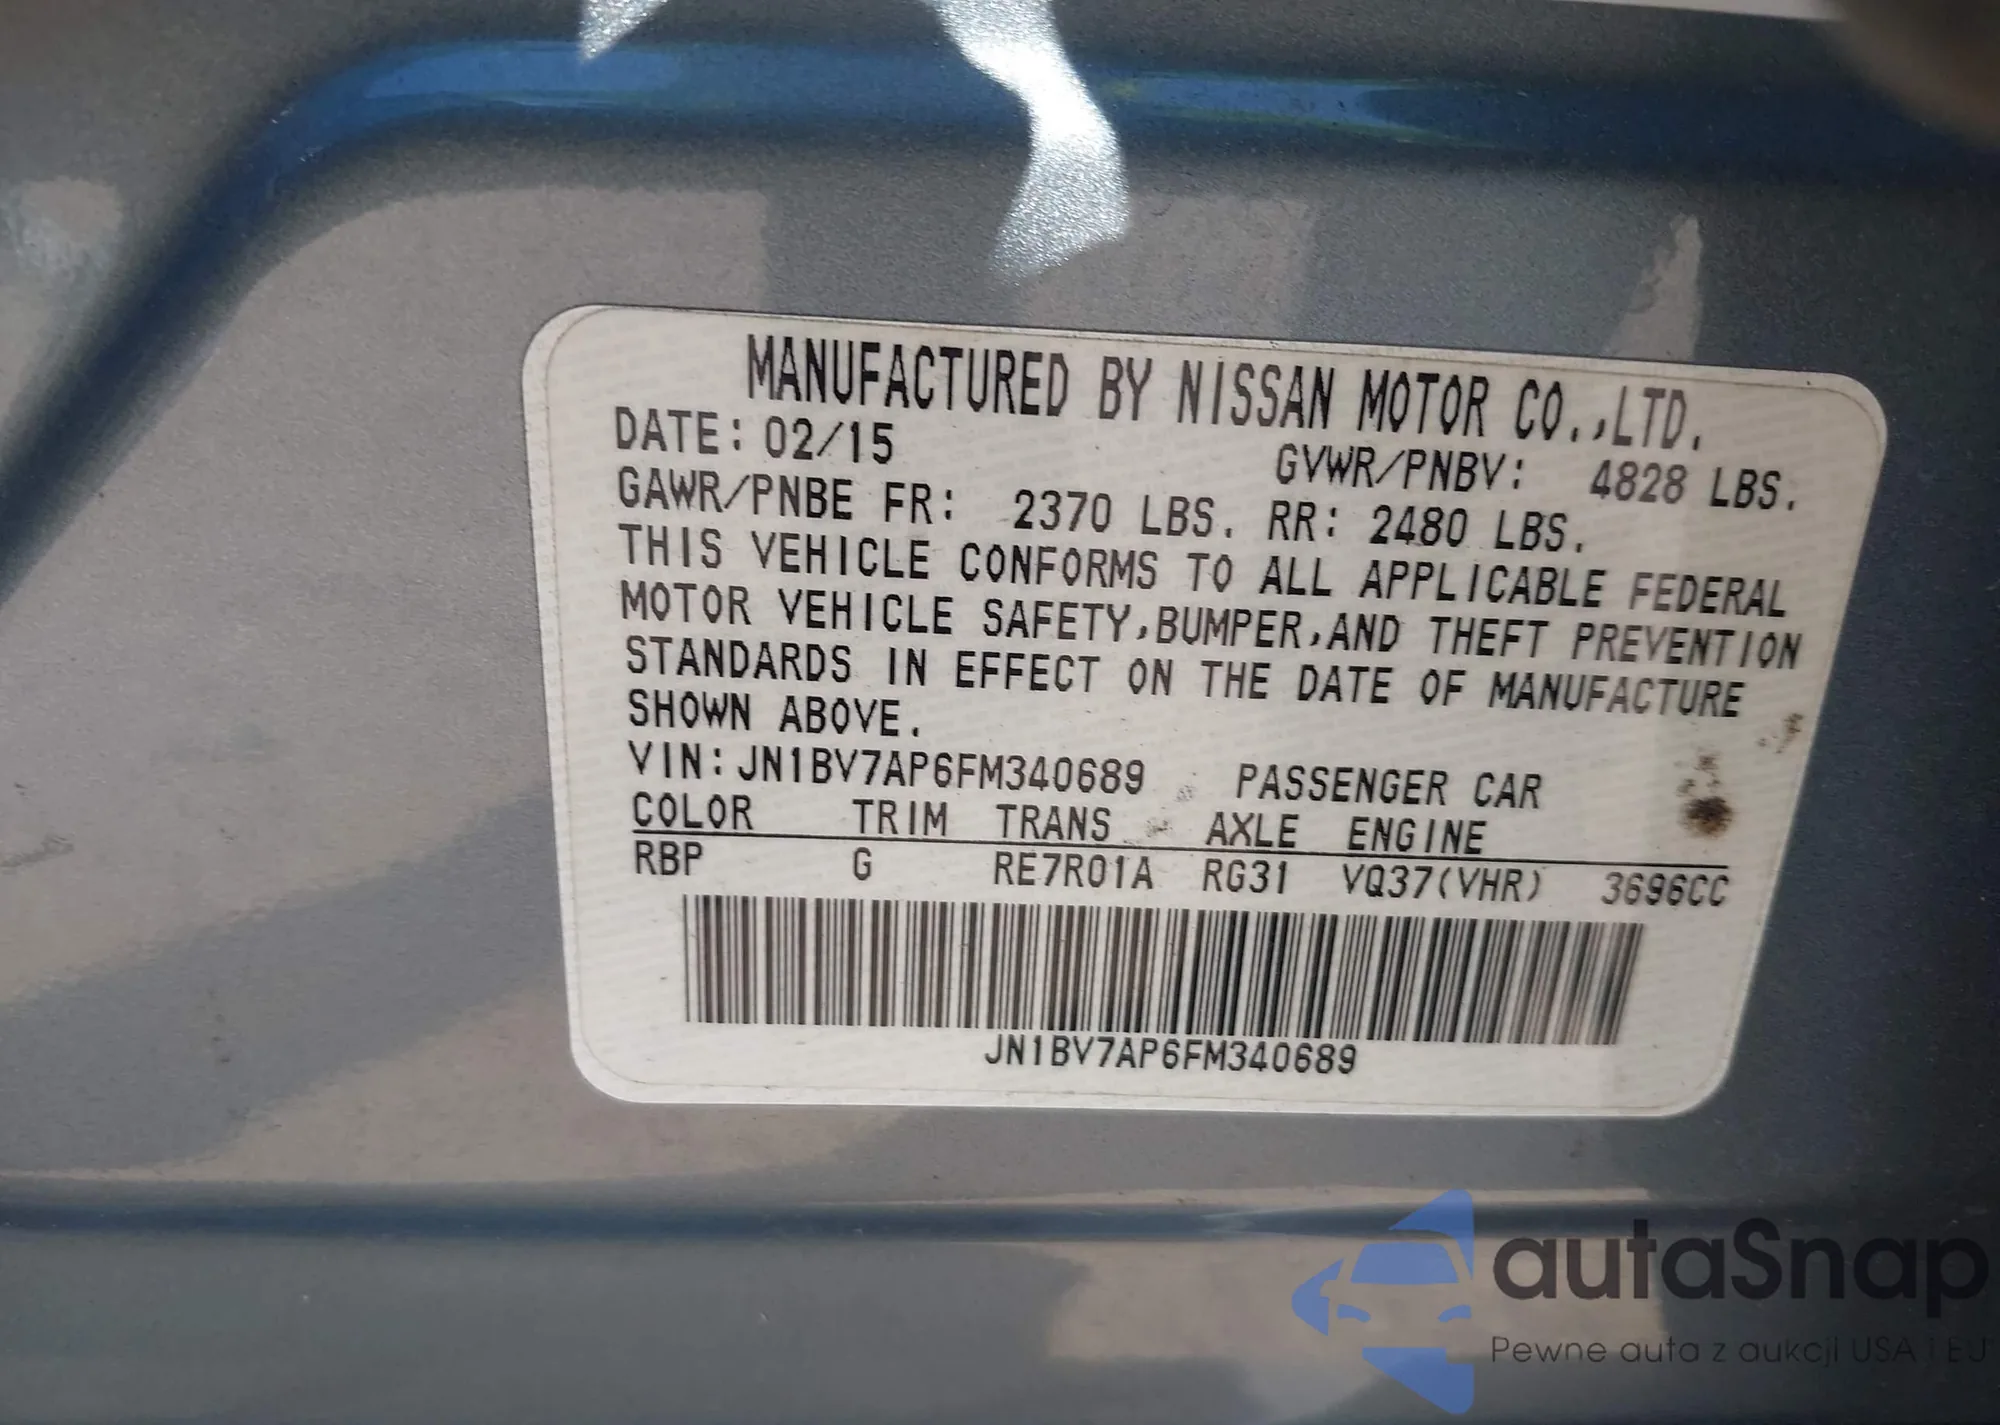 MANUFACTURED BY NISSAN MOTOR CO.,LTD.
DATE: 02/15 GVWR/PNBV: 4828 LBS.
GAWR/PNBE FR: 2370 LBS. RR: 2480 LBS.
THIS VEHICLE CONFORMS TO ALL APPLICABLE FEDERAL
MOTOR VEHICLE SAFETY,BUMPER,AND THEFT PREVENTION
STANDARDS IN EFFECT ON THE DATE OF MANUFACTURE
SHOWN ABOVE.
VIN:JN1BV7AP6FM340689 PASSENGER CAR
COLOR TRIM TRANS AXLE ENGINE
RBP G RE7R01A RG31 VQ37(VHR) 3696CC
JN1BV7AP6FM340689
autaSnap
Pewne auta z aukcji USA i EU